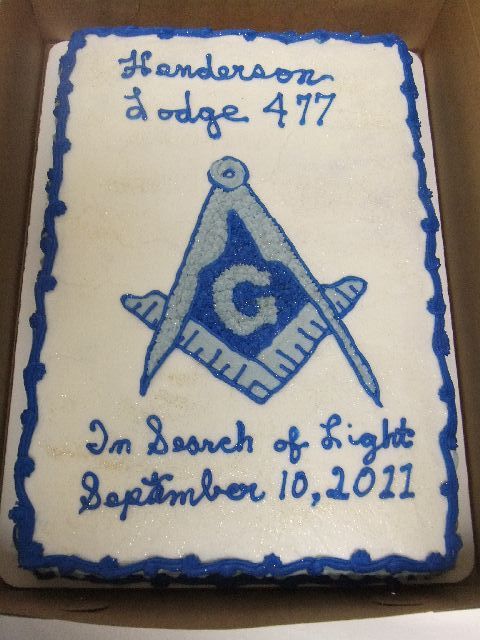 Henderson
Lodge 477
G
In Search of Light
September 10, 2011